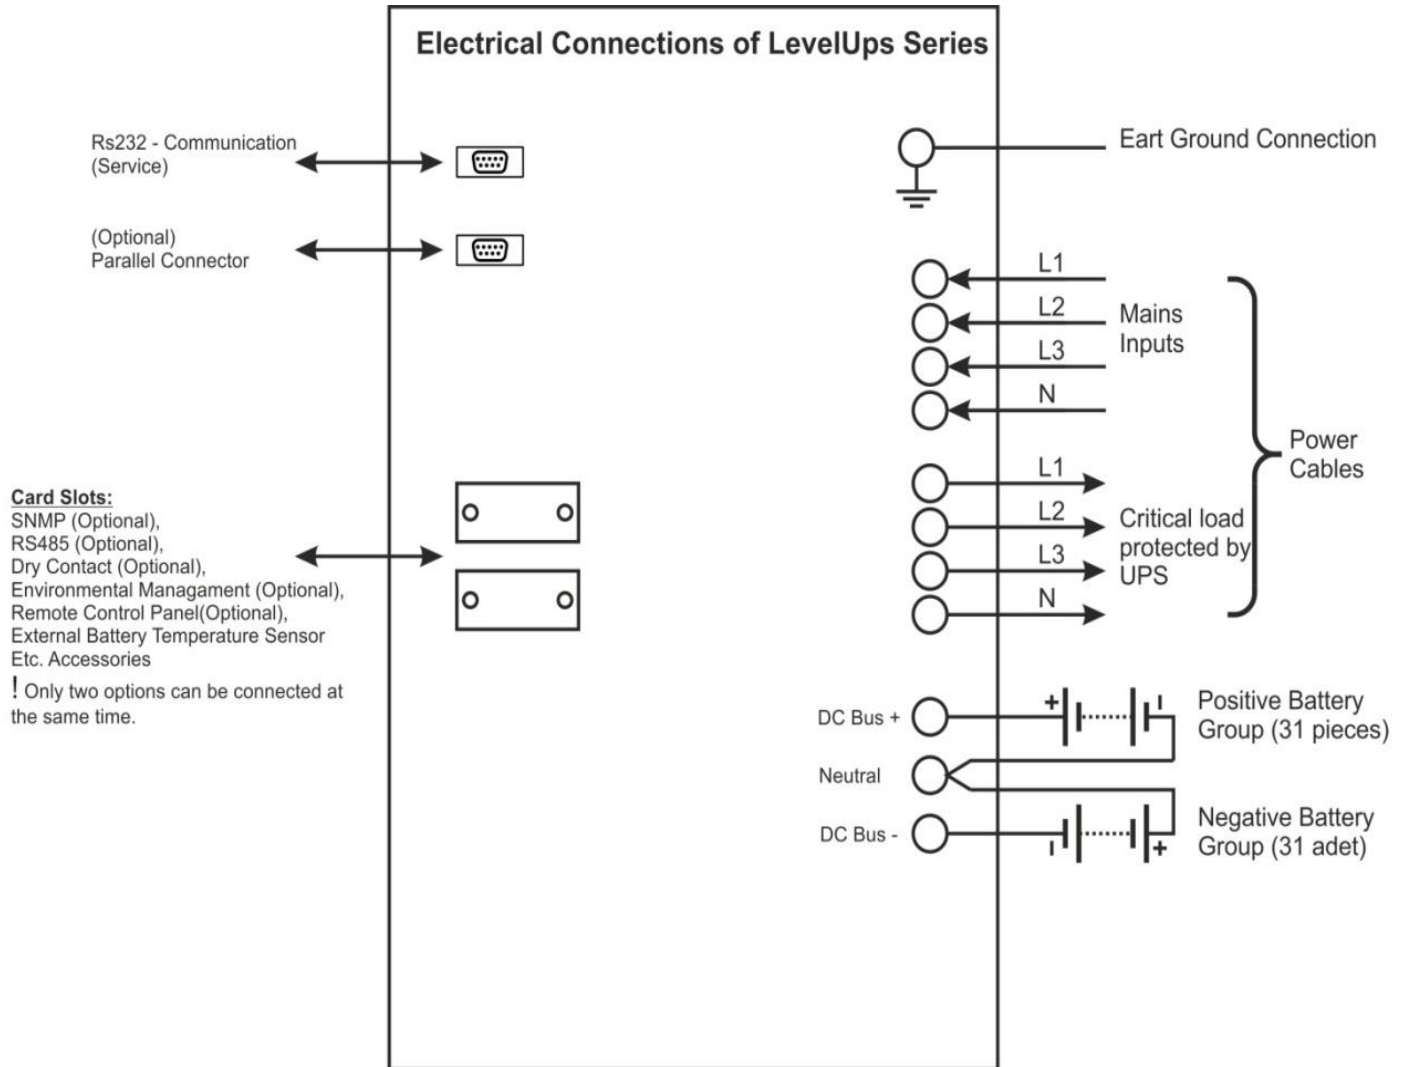 Electrical Connections of LevelUps Series
Rs232 - Communication
(Service)
(Optional)
Parallel Connector
Card Slots:
SNMP (Optional),
RS485 (Optional),
Dry Contact (Optional),
Environmental Managament (Optional),
Remote Control Panel(Optional),
External Battery Temperature Sensor
Etc. Accessories
! Only two options can be connected at
the same time.
Eart Ground Connection
L1
L2
L3
N
Mains
Inputs
L1
L2
L3
N
Critical load
protected by
UPS
Power
Cables
DC Bus +
Neutral
DC Bus -
+
-
Positive Battery
Group (31 pieces)
-
+
Negative Battery
Group (31 adet)